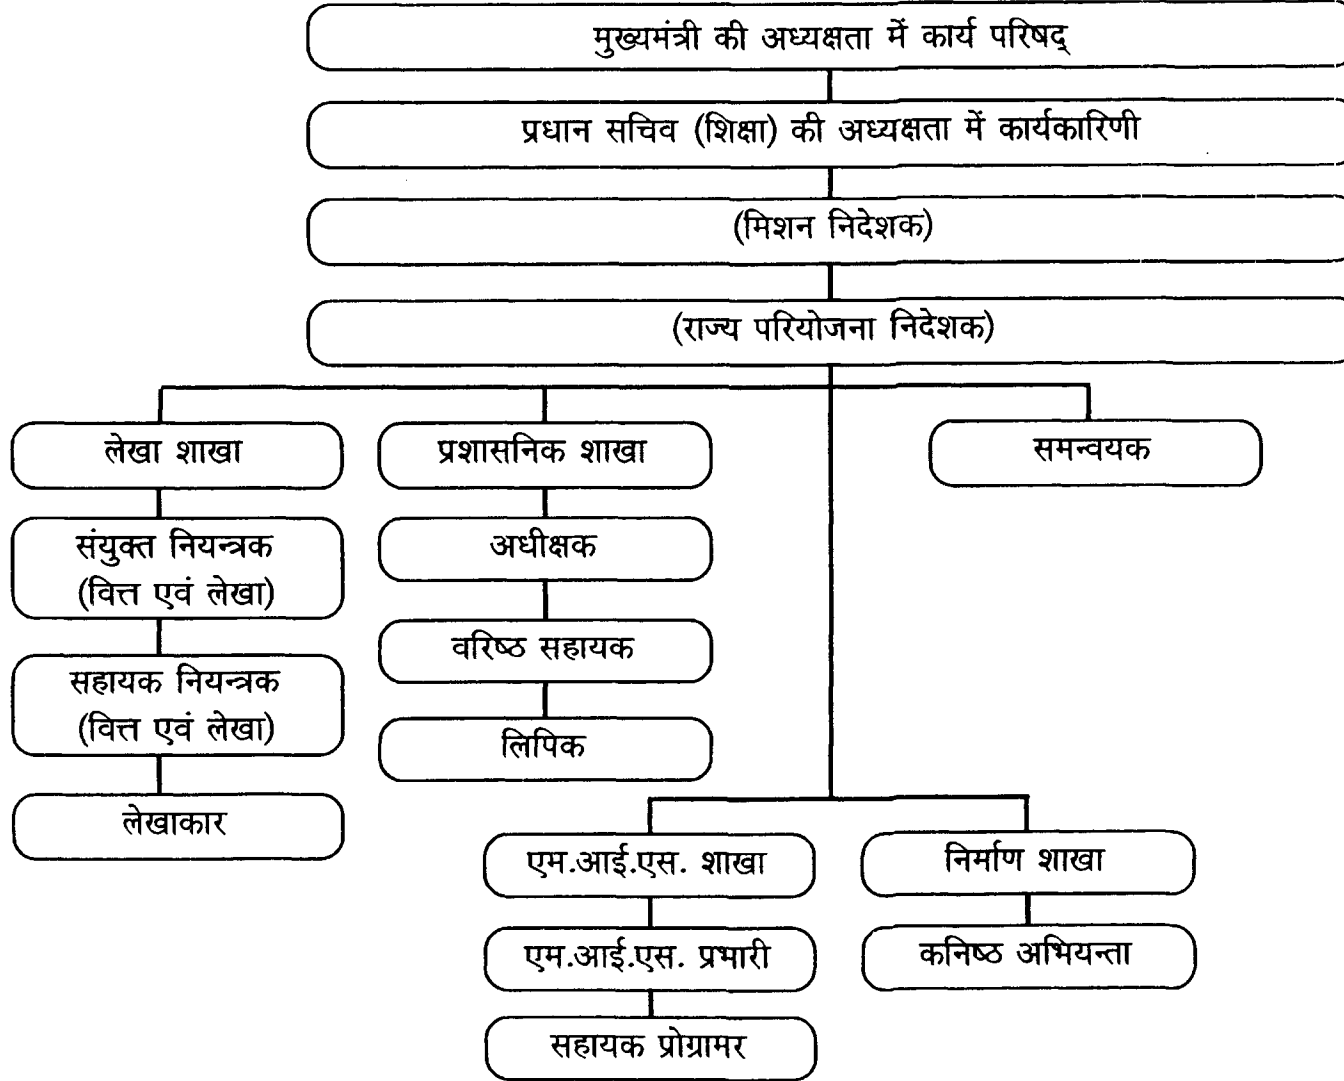 मुख्यमंत्री की अध्यक्षता में कार्य परिषद्
प्रधान सचिव (शिक्षा) की अध्यक्षता में कार्यकारिणी
(मिशन निदेशक)
(राज्य परियोजना निदेशक)
लेखा शाखा
संयुक्त नियन्त्रक
(वित्त एवं लेखा)
सहायक नियन्त्रक
(वित्त एवं लेखा)
लेखाकार
प्रशासनिक शाखा
अधीक्षक
वरिष्ठ सहायक
लिपिक
समन्वयक
एम.आई.एस. शाखा
एम.आई.एस. प्रभारी
सहायक प्रोग्रामर
निर्माण शाखा
कनिष्ठ अभियन्ता